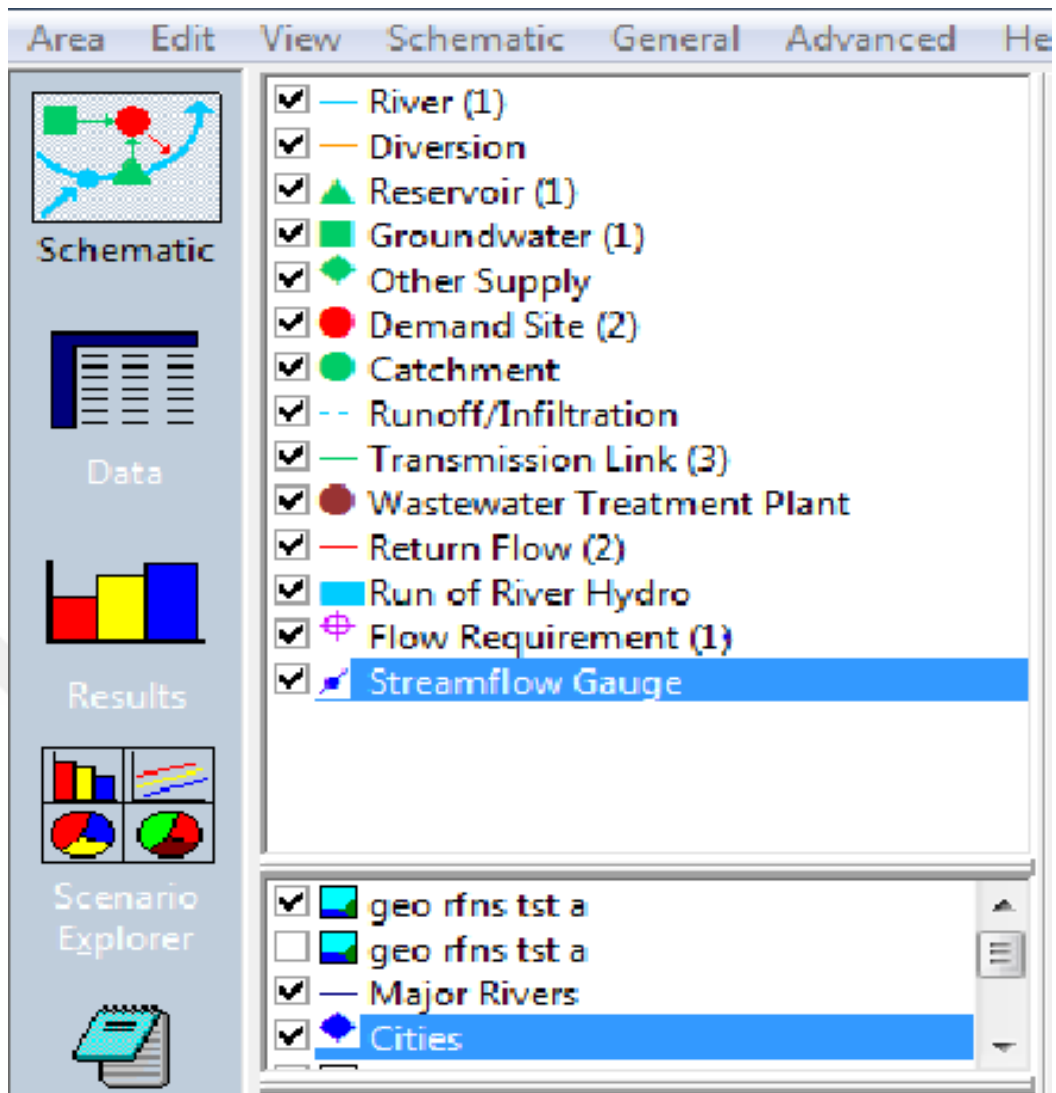 Area Edit View Schematic General Advanced He
Schematic
Data
Results
Scenario
Explorer
River (1)
Diversion
Reservoir (1)
Groundwater (1)
Other Supply
Demand Site (2)
Catchment
Runoff/Infiltration
Transmission Link (3)
Wastewater Treatment Plant
Return Flow (2)
Run of River Hydro
Flow Requirement (1)
Streamflow Gauge
geo rfns tst a
geo rfns tst a
Major Rivers
Cities